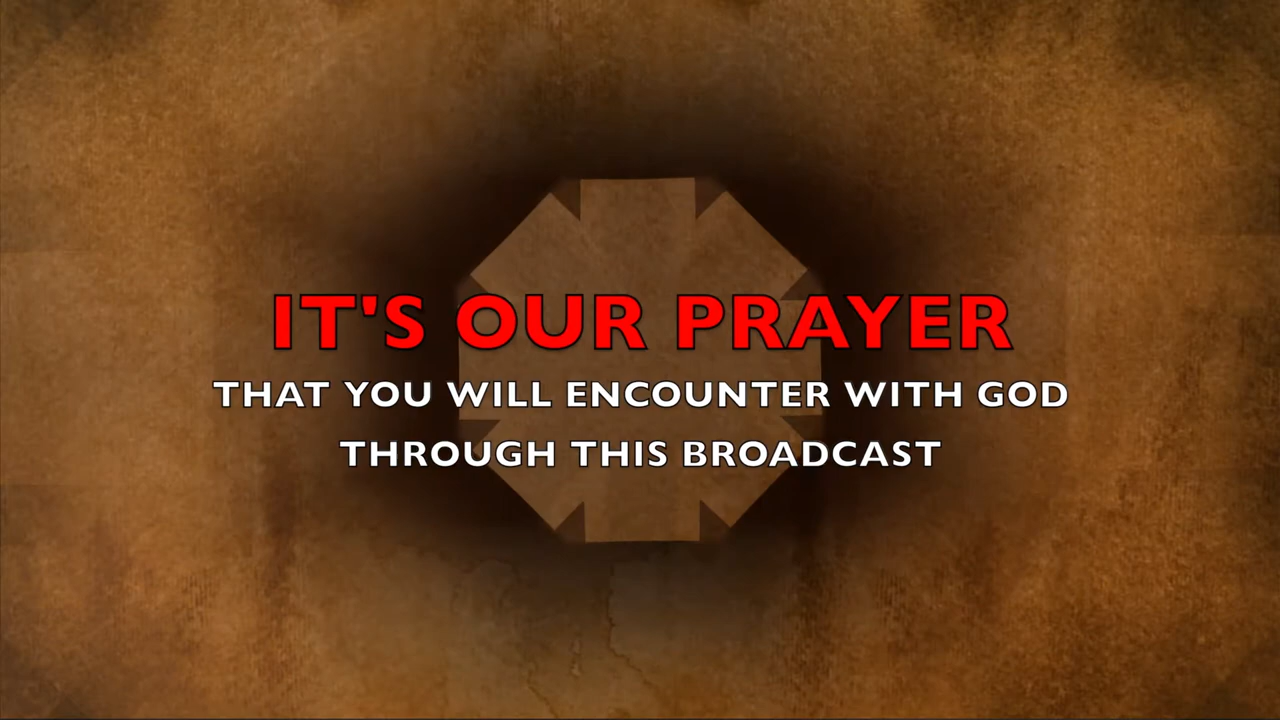 IT'S OUR PRAYER
THAT YOU WILL ENCOUNTER WITH GOD
THROUGH THIS BROADCAST